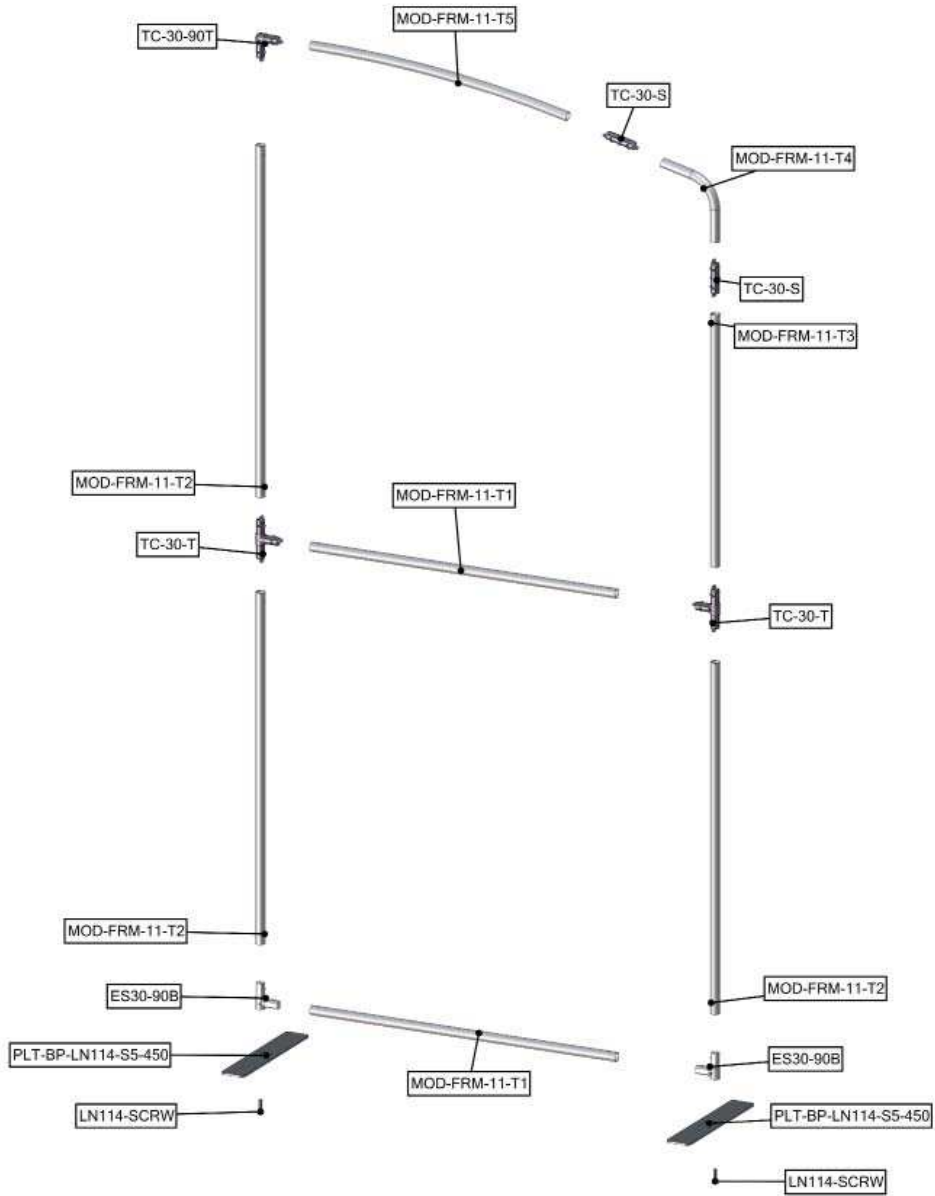 MOD-FRM-11-T5
TC-30-90T
TC-30-S
MOD-FRM-11-T4
TC-30-S
MOD-FRM-11-T3
MOD-FRM-11-T2
MOD-FRM-11-T1
TC-30-T
TC-30-T
MOD-FRM-11-T2
MOD-FRM-11-T2
ES30-90B
PLT-BP-LN114-S5-450
ES30-90B
MOD-FRM-11-T1
LN114-SCRW
PLT-BP-LN114-S5-450
LN114-SCRW